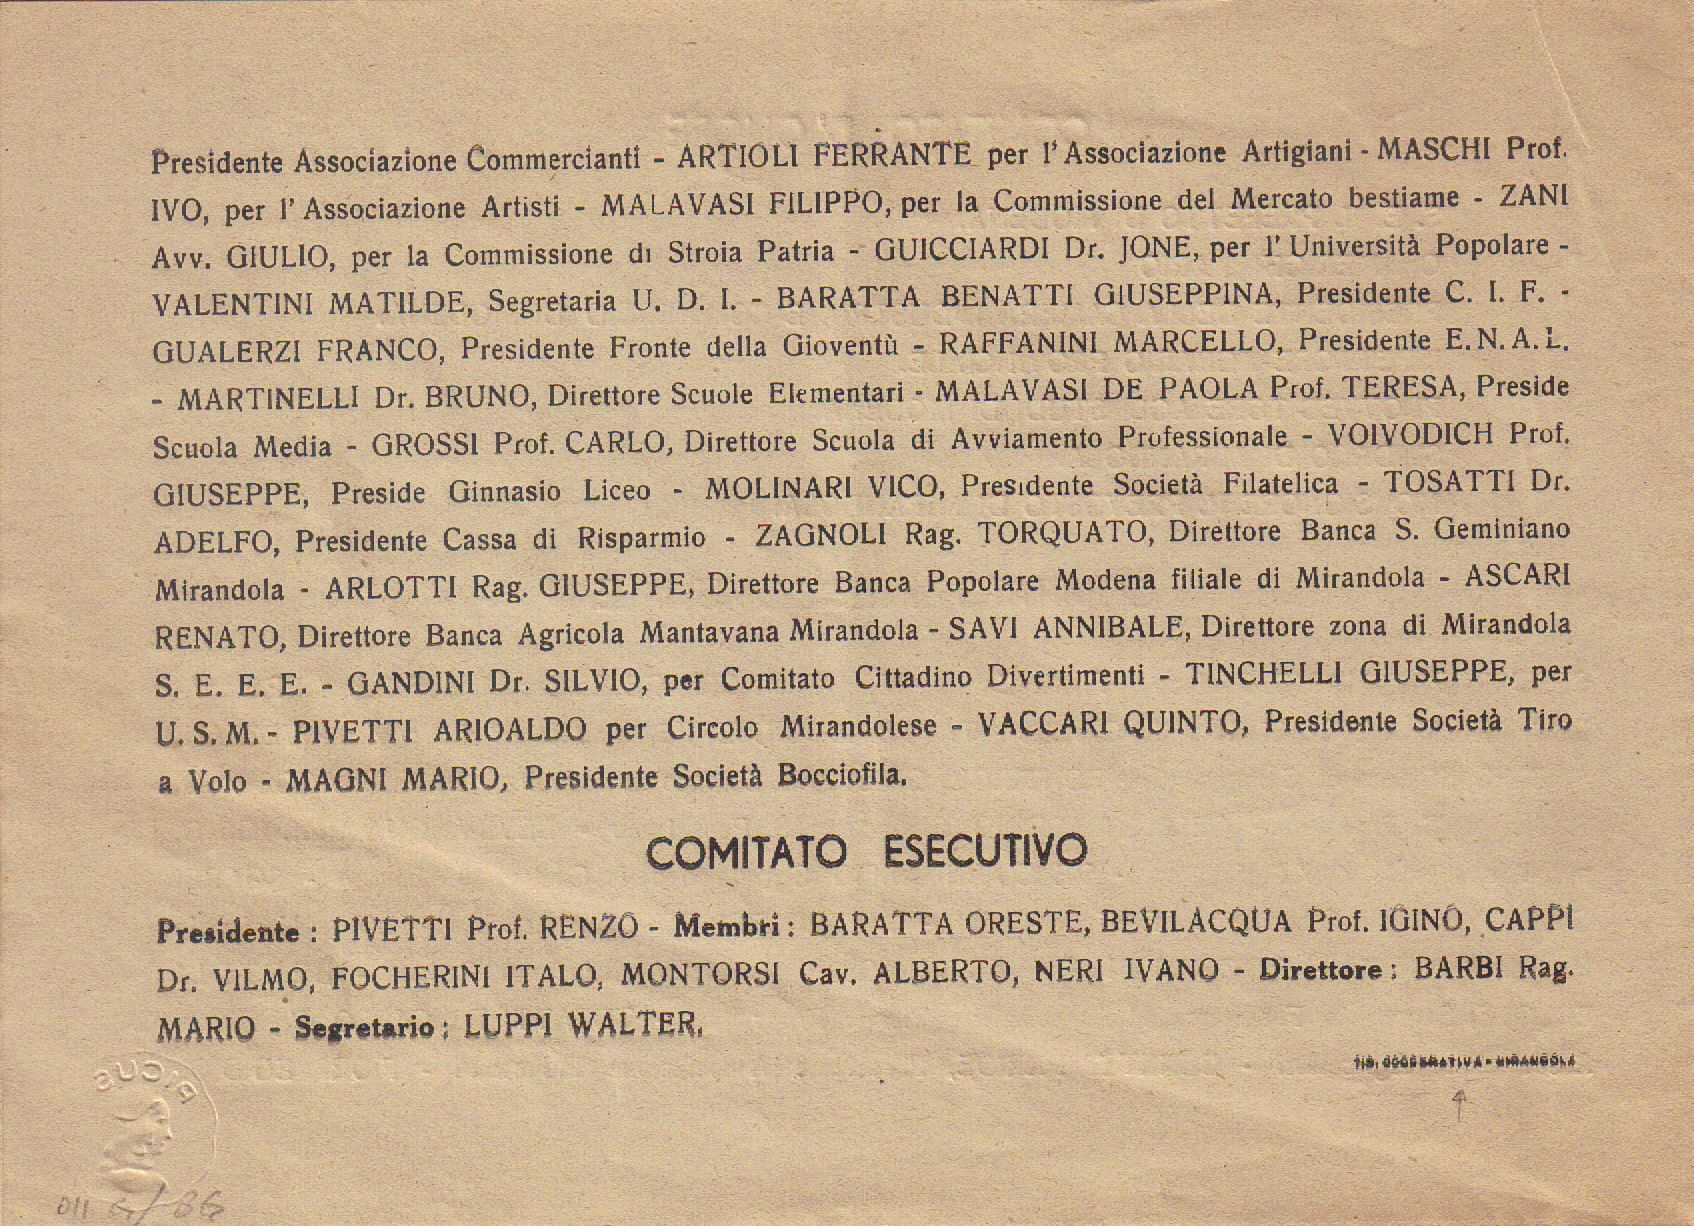 Presidente Associazione Commercianti - ARTIOLI FERRANTE per l'Associazione Artigiani - MASCHI Prof.
IVO, per l'Associazione Artisti - MALAVASI FILIPPO, per la Commissione del Mercato bestiame - ZANI
Avv. GIULIO, per la Commissione di Stroia Patria - GUICCIARDI Dr. JONE, per l'Università Popolare -
VALENTINI MATILDE, Segretaria U. D. I. - BARATTA BENATTI GIUSEPPINA, Presidente C. I. F. -
GUALERZI FRANCO, Presidente Fronte della Gioventù - RAFFANINI MARCELLO, Presidente E.N.A.L.
- MARTINELLI Dr. BRUNO, Direttore Scuole Elementari - MALAVASI DE PAOLA Prof. TERESA, Preside
Scuola Media - GROSSI Prof. CARLO, Direttore Scuola di Avviamento Professionale - VOIVODICH Prof.
GIUSEPPE, Preside Ginnasio Liceo - MOLINARI VICO, Presidente Società Filatelica - TOSATTI Dr.
ADELFO, Presidente Cassa di Risparmio - ZAGNOLI Rag. TORQUATO, Direttore Banca S. Geminiano
Mirandola - ARLOTTI Rag. GIUSEPPE, Direttore Banca Popolare Modena filiale di Mirandola - ASCARI
RENATO, Direttore Banca Agricola Mantavana Mirandola - SAVI ANNIBALE, Direttore zona di Mirandola
S. E. E. E. - GANDINI Dr. SILVIO, per Comitato Cittadino Divertimenti - TINCHELLI GIUSEPPE, per
U. S. M. - PIVETTI ARIOALDO per Circolo Mirandolese - VACCARI QUINTO, Presidente Società Tiro
a Volo - MAGNI MARIO, Presidente Società Bocciofila.
COMITATO ESECUTIVO
Presidente : PIVETTI Prof. RENZO - Membri : BARATTA ORESTE, BEVILACQUA Prof. IGINO, CAPPI
Dr. VILMO, FOCHERINI ITALO, MONTORSI Cav. ALBERTO, NERI IVANO - Direttore : BARBI Rag.
MARIO - Segretario : LUPPI WALTER.
TIP. COOPERATIVA - MIRANDOLA